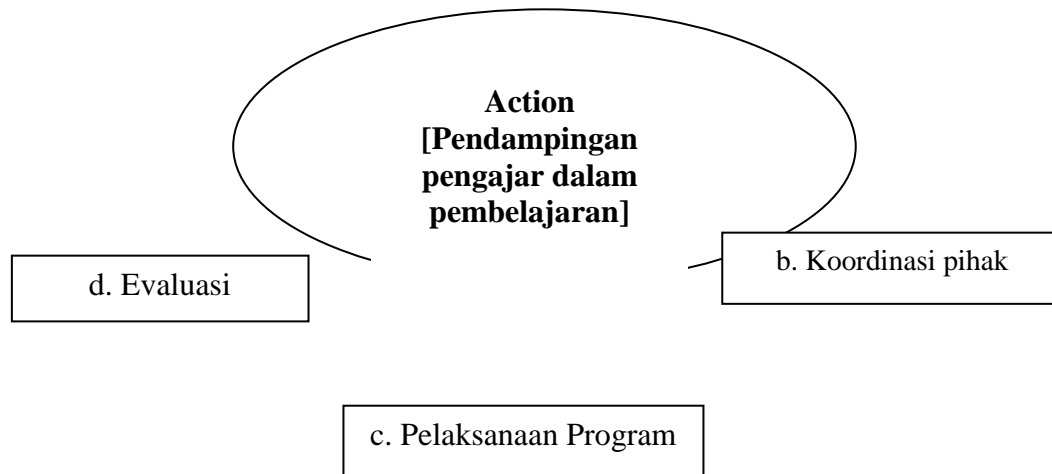 Action
[Pendampingan
pengajar dalam
pembelajaran]
b. Koordinasi pihak
d. Evaluasi
c. Pelaksanaan Program